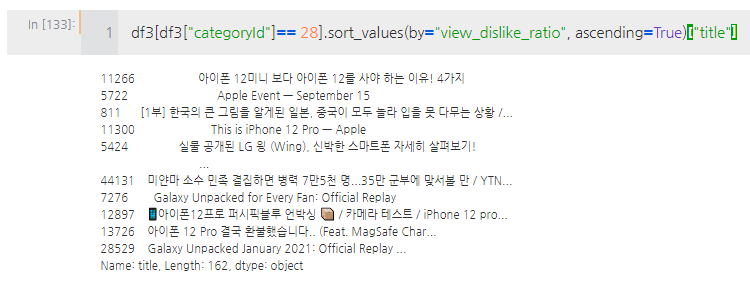 In [133]:
1 df3[df3["categoryId"]== 28].sort_values(by="view_dislike_ratio", ascending=True)["title"]
11266 아이폰 12미니 보다 아이폰 12를 사야 하는 이유! 4가지
5722 Apple Event — September 15
811 [1부] 한국의 큰 그림을 알게된 일본, 중국이 모두 놀라 입을 못 다무는 상황 /...
11300 This is iPhone 12 Pro — Apple
5424 실물 공개된 LG 윙 (Wing), 신박한 스마트폰 자세히 살펴보기!
...
44131 미얀마 소수 민족 결집하면 병력 7만5천 명...35만 군부에 맞서볼 만 / YTN...
7276 Galaxy Unpacked for Every Fan: Official Replay
12897 📱아이폰12프로 퍼시픽블루 언박싱 📦 / 카메라 테스트 / iPhone 12 pro...
13726 아이폰 12 Pro 결국 환불했습니다.. (Feat. MagSafe Char...
28529 Galaxy Unpacked January 2021: Official Replay ...
Name: title, Length: 162, dtype: object